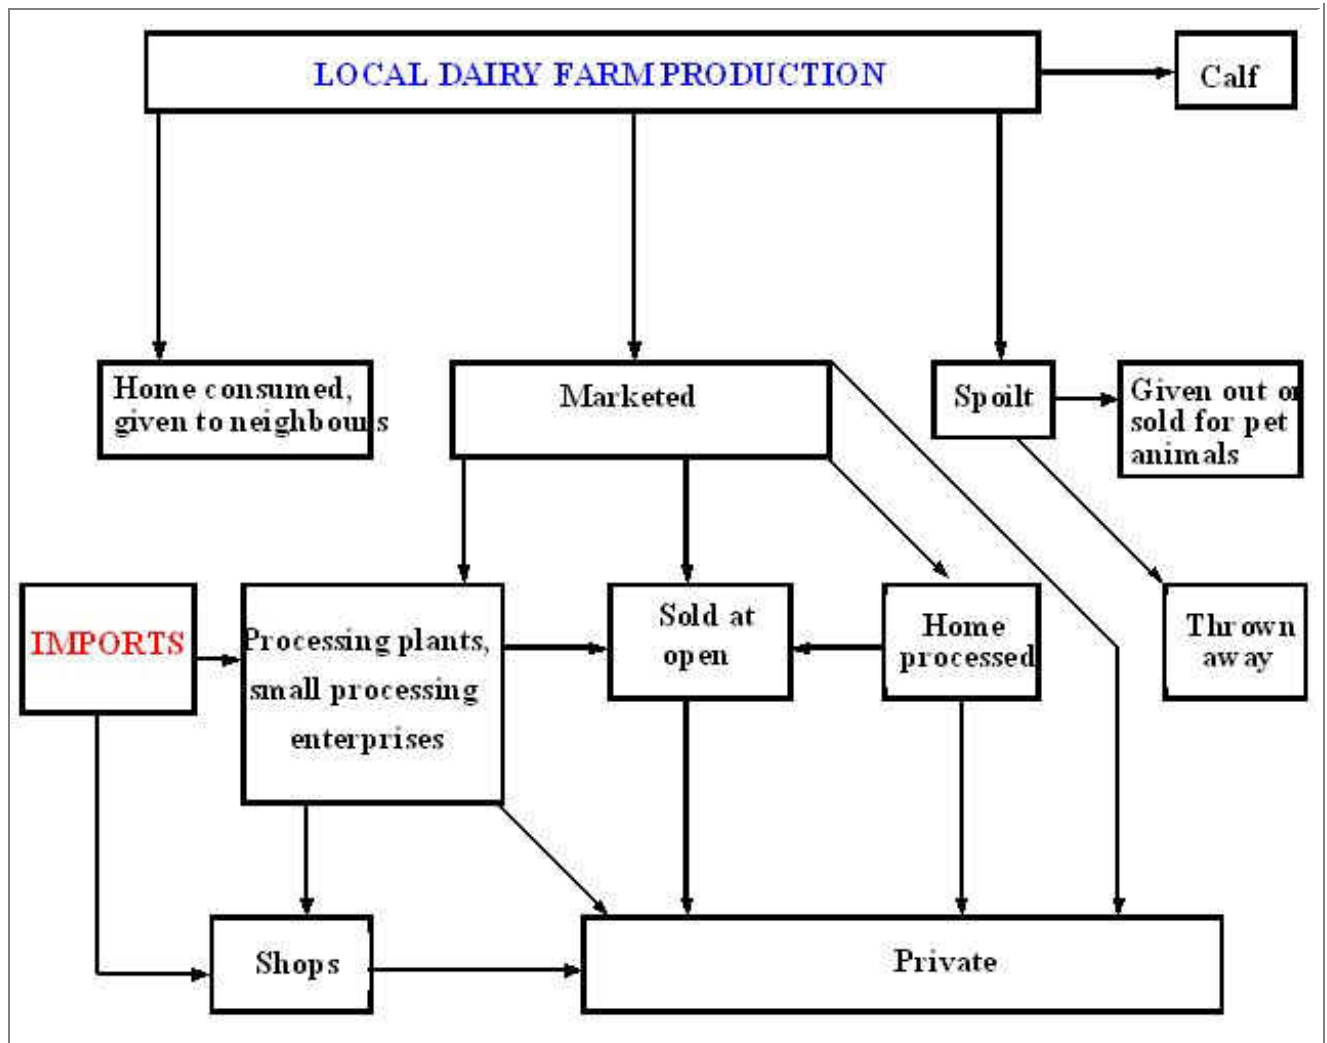 LOCAL DAIRY FARM PRODUCTION
Calf
Home consumed,
given to neighbours
Marketed
Spoilt
Given out or
sold for pet
animals
IMPORTS
Processing plants,
small processing
enterprises
Sold at
open
Home
processed
Thrown
away
Shops
Private